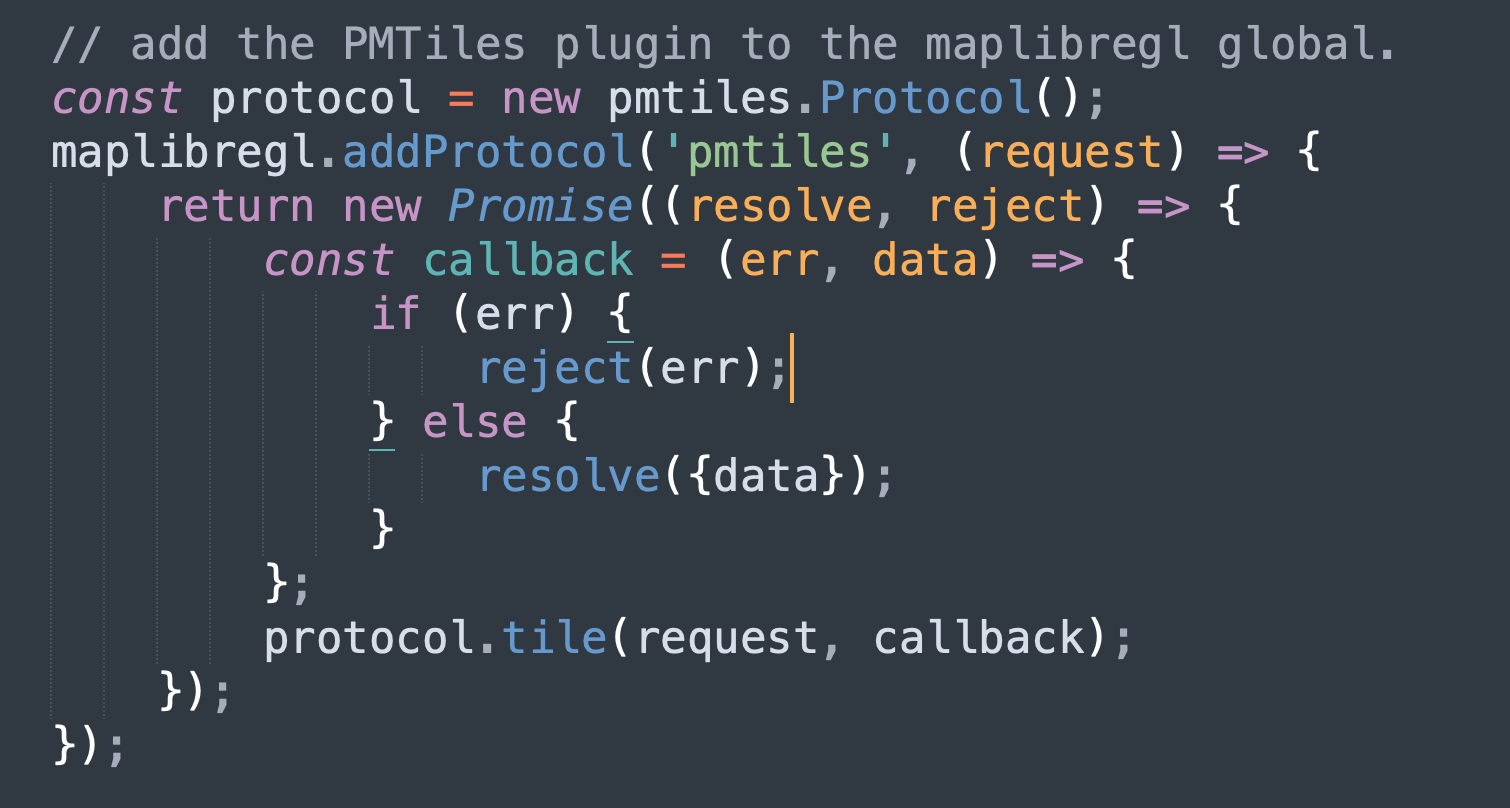 // add the PMTiles plugin to the maplibregl global.
const protocol = new pmtiles.Protocol();
maplibregl.addProtocol('pmtiles', (request) => {
    return new Promise((resolve, reject) => {
        const callback = (err, data) => {
            if (err) {
                reject(err);
            } else {
                resolve({data});
            }
        };
        protocol.tile(request, callback);
    });
});